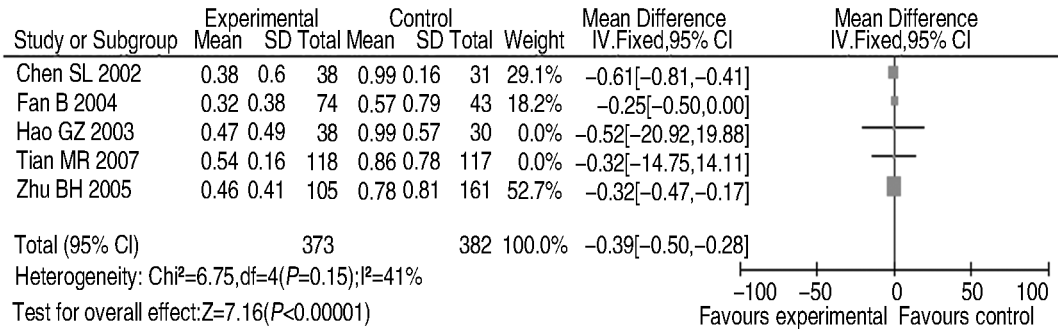 Experimental Control Mean Difference Mean Difference
Study or Subgroup Mean SD Total Mean SD Total Weight IV.Fixed,95% CI IV.Fixed,95% CI
Chen SL 2002 0.38 0.6 38 0.99 0.16 31 29.1% −0.61[−0.81,−0.41]
Fan B 2004 0.32 0.38 74 0.57 0.79 43 18.2% −0.25[−0.50,0.00]
Hao GZ 2003 0.47 0.49 38 0.99 0.57 30 0.0% −0.52[−20.92,19.88]
Tian MR 2007 0.54 0.16 118 0.86 0.78 117 0.0% −0.32[−14.75,14.11]
Zhu BH 2005 0.46 0.41 105 0.78 0.81 161 52.7% −0.32[−0.47,−0.17]
Total (95% CI) 373 382 100.0% −0.39[−0.50,−0.28]
Heterogeneity: Chi²=6.75,df=4(P=0.15);I²=41%
Test for overall effect:Z=7.16(P<0.00001)
−100 −50 0 50 100
Favours experimental Favours control